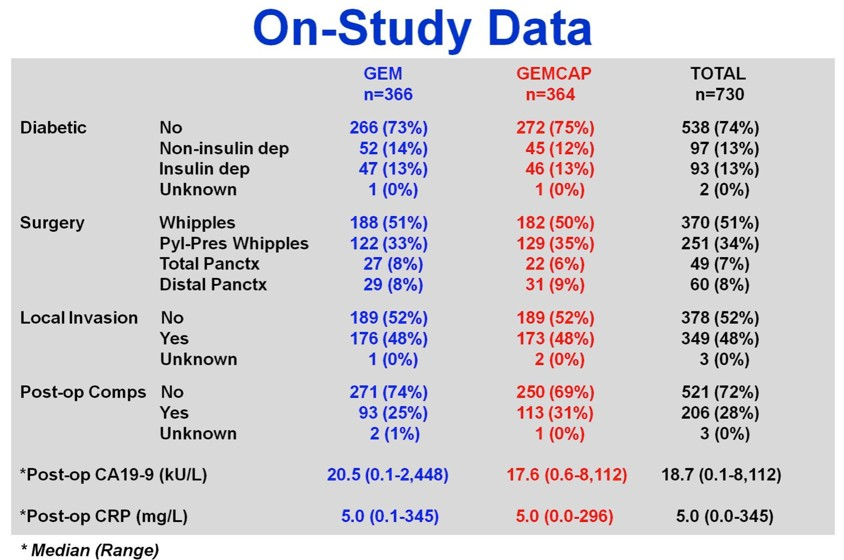 On-Study Data
GEM GEMCAP TOTAL
n=366 n=364 n=730
Diabetic No 266 (73%) 272 (75%) 538 (74%)
Non-insulin dep 52 (14%) 45 (12%) 97 (13%)
Insulin dep 47 (13%) 46 (13%) 93 (13%)
Unknown 1 (0%) 1 (0%) 2 (0%)
Surgery Whipples 188 (51%) 182 (50%) 370 (51%)
Pyl-Pres Whipples 122 (33%) 129 (35%) 251 (34%)
Total Panctx 27 (8%) 22 (6%) 49 (7%)
Distal Panctx 29 (8%) 31 (9%) 60 (8%)
Local Invasion No 189 (52%) 189 (52%) 378 (52%)
Yes 176 (48%) 173 (48%) 349 (48%)
Unknown 1 (0%) 2 (0%) 3 (0%)
Post-op Comps No 271 (74%) 250 (69%) 521 (72%)
Yes 93 (25%) 113 (31%) 206 (28%)
Unknown 2 (1%) 1 (0%) 3 (0%)
*Post-op CA19-9 (kU/L) 20.5 (0.1-2,448) 17.6 (0.6-8,112) 18.7 (0.1-8,112)
*Post-op CRP (mg/L) 5.0 (0.1-345) 5.0 (0.0-296) 5.0 (0.0-345)
* Median (Range)